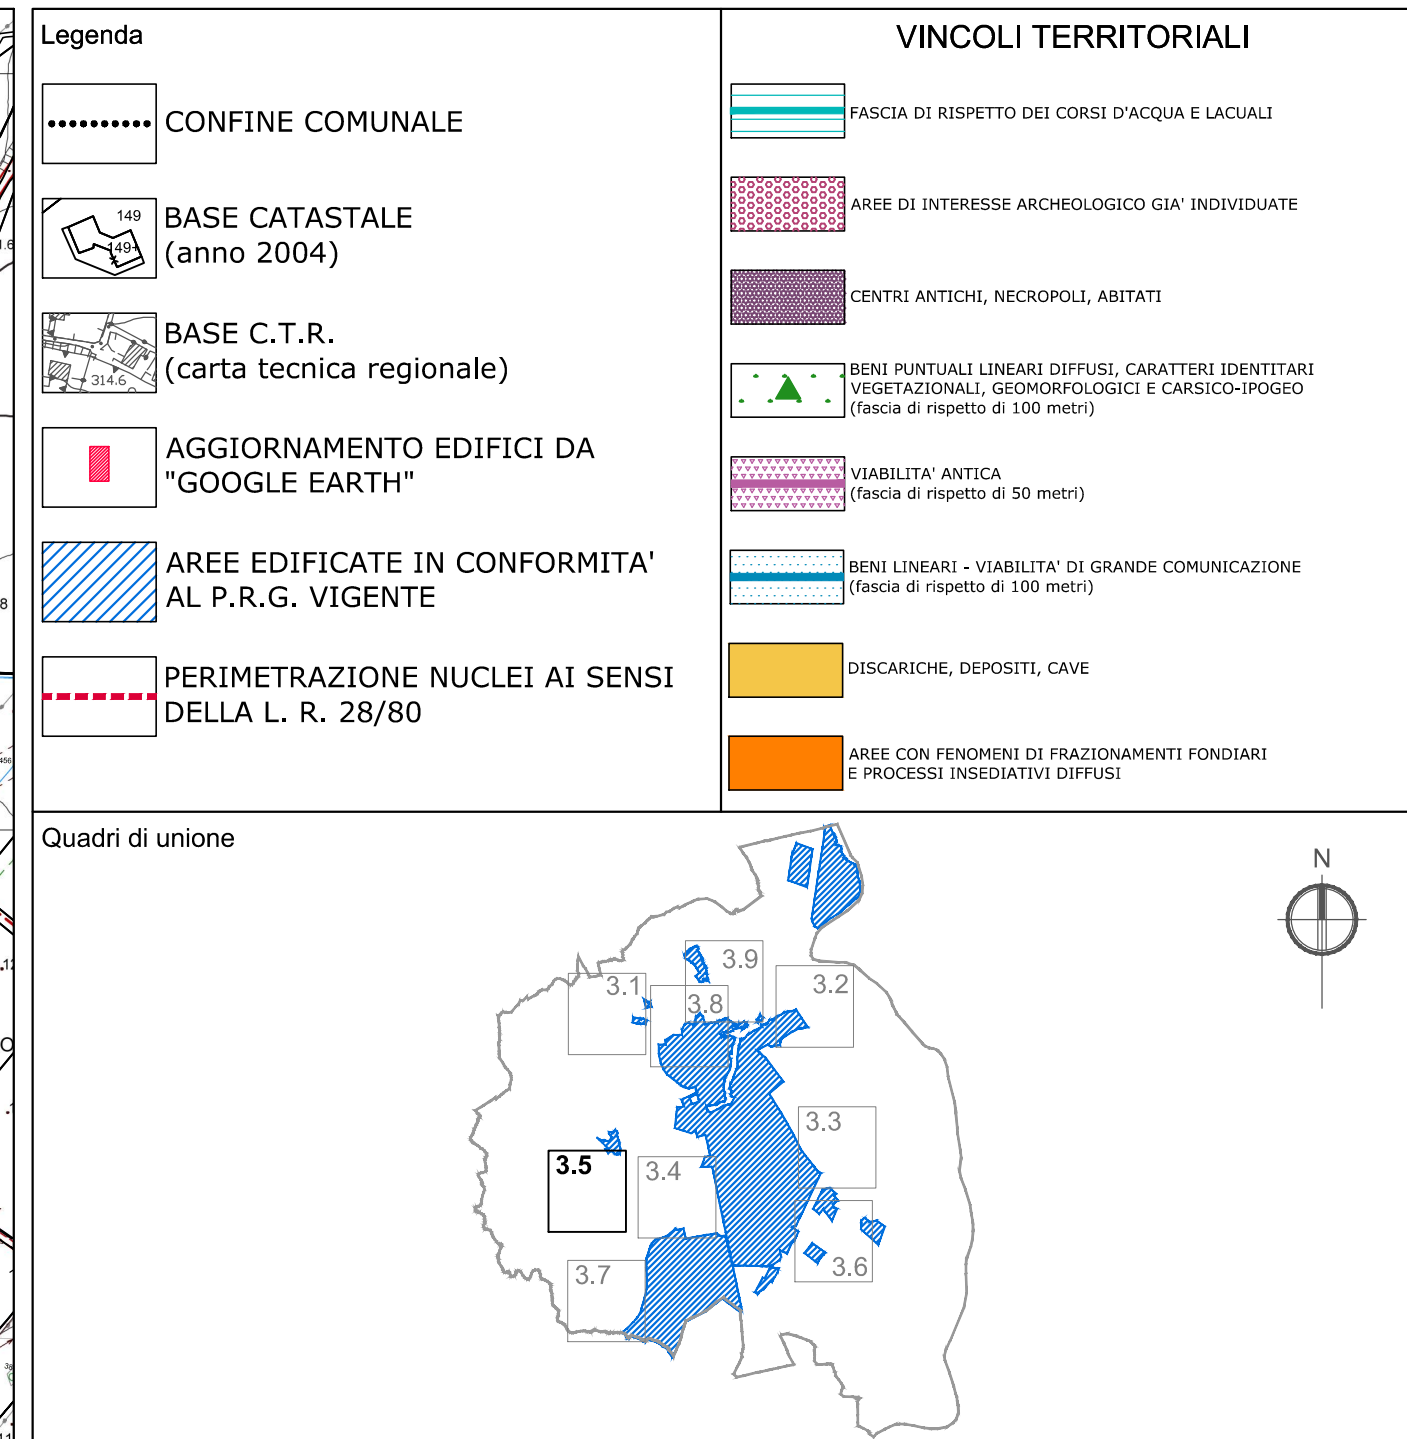 Legenda
CONFINE COMUNALE
149
149+
BASE CATASTALE
(anno 2004)
314.6
BASE C.T.R.
(carta tecnica regionale)
AGGIORNAMENTO EDIFICI DA
"GOOGLE EARTH"
AREE EDIFICATE IN CONFORMITA'
AL P.R.G. VIGENTE
PERIMETRAZIONE NUCLEI AI SENSI
DELLA L. R. 28/80
VINCOLI TERRITORIALI
FASCIA DI RISPETTO DEI CORSI D'ACQUA E LACUALI
AREE DI INTERESSE ARCHEOLOGICO GIA' INDIVIDUATE
CENTRI ANTICHI, NECROPOLI, ABITATI
BENI PUNTUALI LINEARI DIFFUSI, CARATTERI IDENTITARI
VEGETAZIONALI, GEOMORFOLOGICI E CARSICO-IPOGEO
(fascia di rispetto di 100 metri)
VIABILITA' ANTICA
(fascia di rispetto di 50 metri)
BENI LINEARI - VIABILITA' DI GRANDE COMUNICAZIONE
(fascia di rispetto di 100 metri)
DISCARICHE, DEPOSITI, CAVE
AREE CON FENOMENI DI FRAZIONAMENTI FONDIARI
E PROCESSI INSEDIATIVI DIFFUSI
Quadri di unione
N
3.9
3.1
3.2
3.8
3.3
3.5
3.4
3.6
3.7